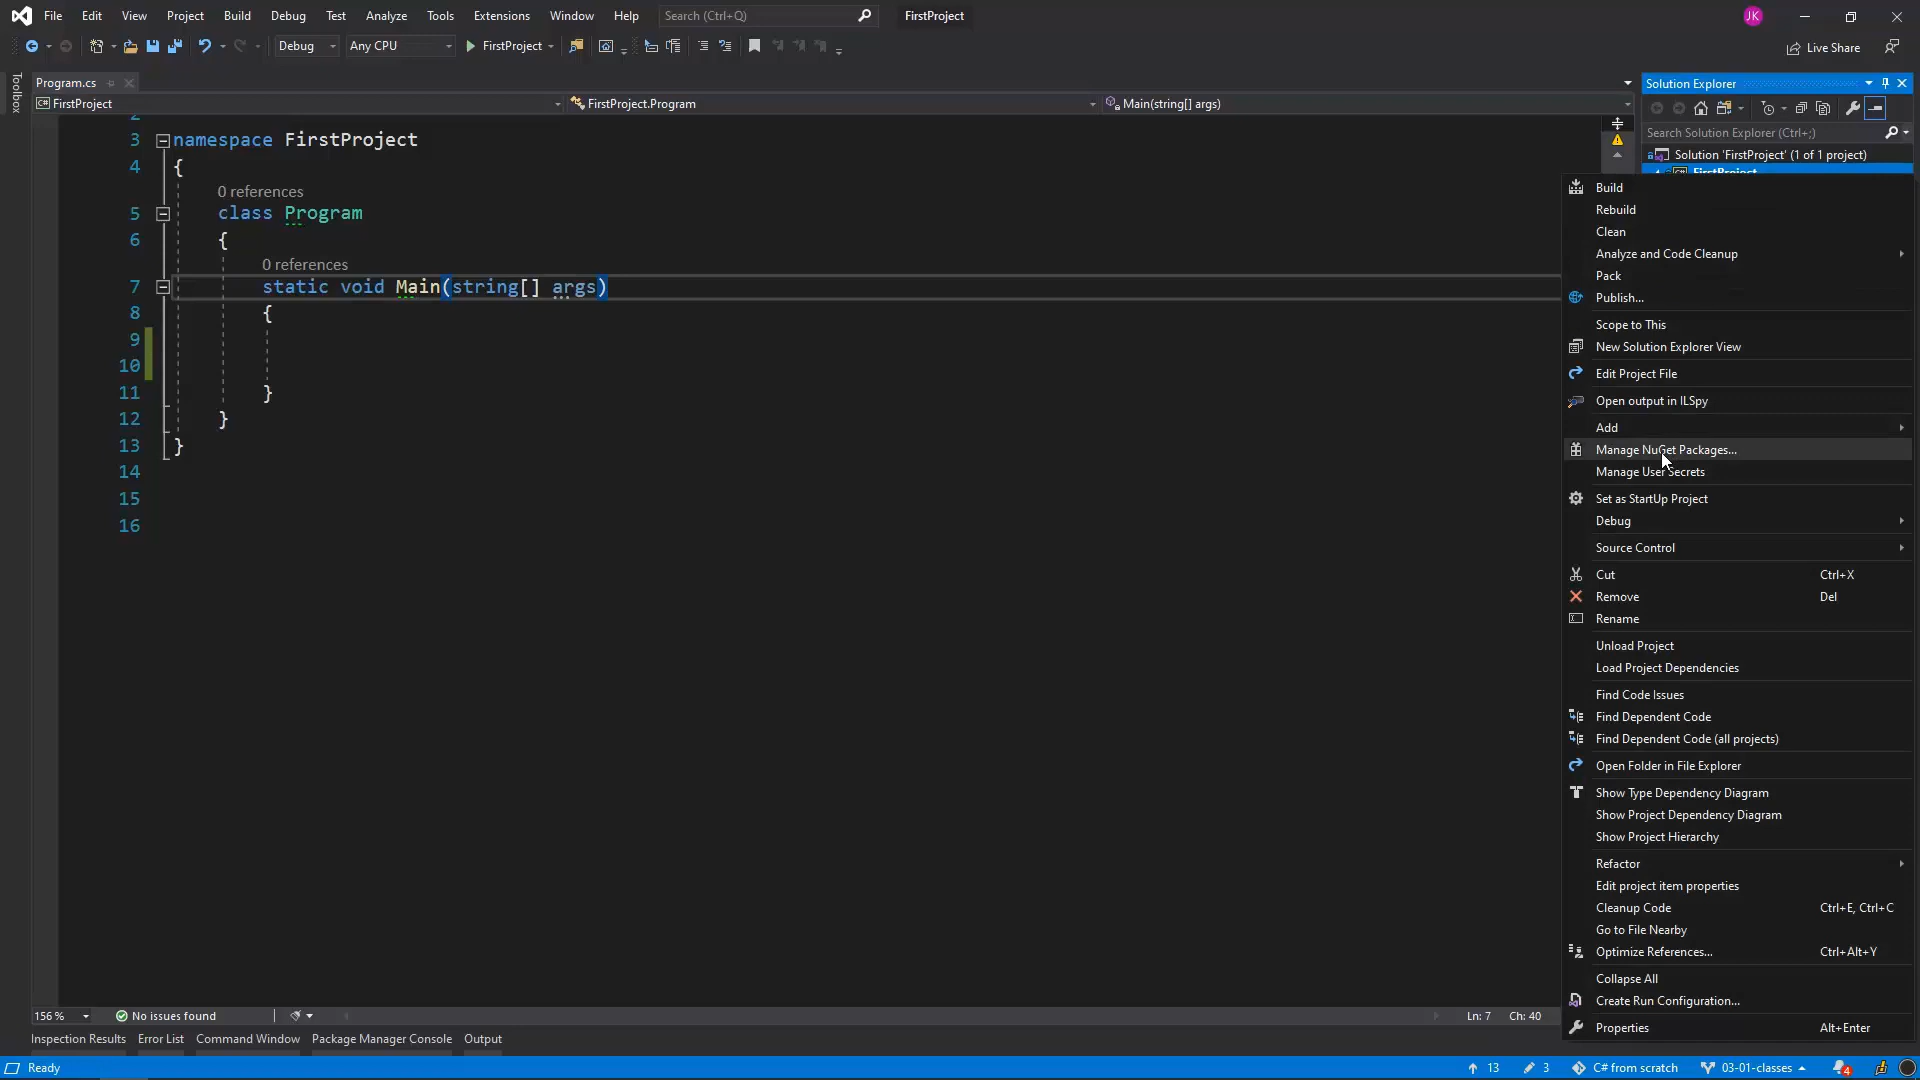 File Edit View Project Build Debug Test Analyze Tools Extensions Window Help Search (Ctrl+Q) FirstProject JK
Debug Any CPU FirstProject Live Share
Toolbox
Program.cs
FirstProject FirstProject.Program Main(string[] args)
2
3 namespace FirstProject
4 {
0 references
5 class Program
6 {
0 references
7 static void Main(string[] args)
8 {
9
10
11 }
12 }
13 }
14
15
16
Solution Explorer
Search Solution Explorer (Ctrl+;)
Solution 'FirstProject' (1 of 1 project)
FirstProject
Build
Rebuild
Clean
Analyze and Code Cleanup
Pack
Publish...
Scope to This
New Solution Explorer View
Edit Project File
Open output in ILSpy
Add
Manage NuGet Packages...
Manage User Secrets
Set as StartUp Project
Debug
Source Control
Cut Ctrl+X
Remove Del
Rename
Unload Project
Load Project Dependencies
Find Code Issues
Find Dependent Code
Find Dependent Code (all projects)
Open Folder in File Explorer
Show Type Dependency Diagram
Show Project Dependency Diagram
Show Project Hierarchy
Refactor
Edit project item properties
Cleanup Code Ctrl+E, Ctrl+C
Go to File Nearby
Optimize References... Ctrl+Alt+Y
Collapse All
Create Run Configuration...
Properties Alt+Enter
156 % No issues found Ln: 7 Ch: 40
Inspection Results Error List Command Window Package Manager Console Output
Ready 13 3 C# from scratch 03-01-classes 4